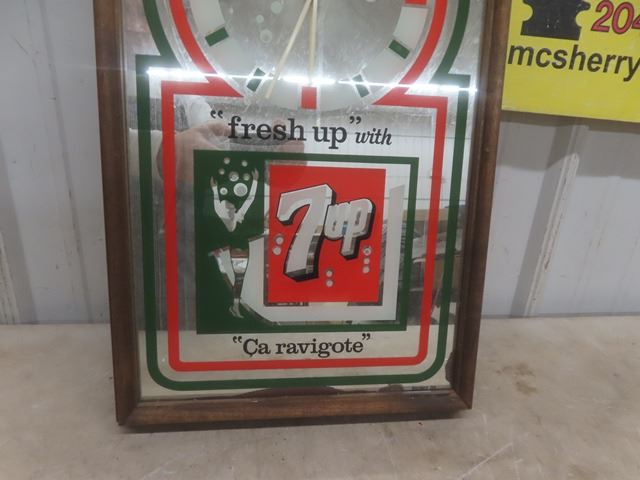 204
mcsherry
"fresh up" with
7up
"Ça ravigote"